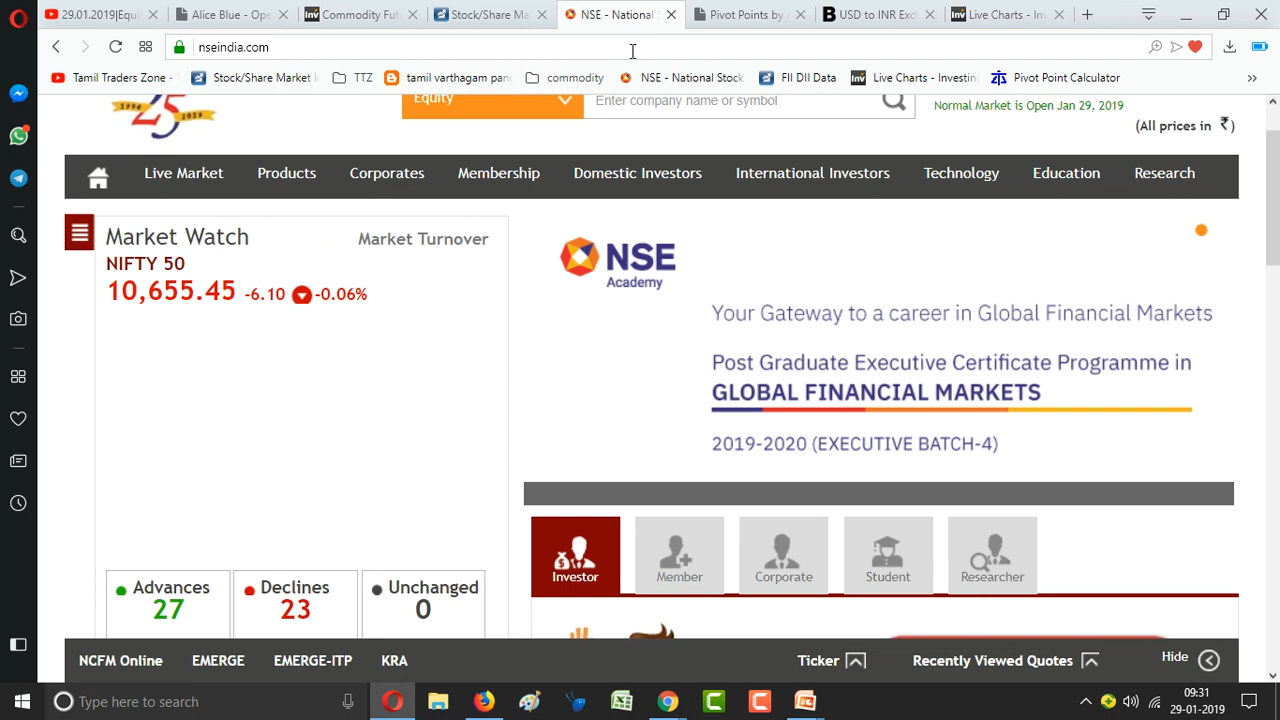 29.01.2019|Equit
Alice Blue - Ope
Commodity Futu
Stock/Share Ma
NSE - National S
Pivot Points by A
USD to INR Exch
Live Charts - Inv
nseindia.com
Tamil Traders Zone -
Stock/Share Market I
TTZ
tamil varthagam pan
commodity
NSE - National Stock
FII DII Data
Live Charts - Investin
Pivot Point Calculator
Equity
Enter company name or symbol
Normal Market is Open Jan 29, 2019
(All prices in ₹)
25
Live Market
Products
Corporates
Membership
Domestic Investors
International Investors
Technology
Education
Research
Market Watch
Market Turnover
NIFTY 50
10,655.45 -6.10 -0.06%
NSE
Academy
Your Gateway to a career in Global Financial Markets
Post Graduate Executive Certificate Programme in
GLOBAL FINANCIAL MARKETS
2019-2020 (EXECUTIVE BATCH-4)
Investor
Member
Corporate
Student
Researcher
Advances
27
Declines
23
Unchanged
0
NCFM Online
EMERGE
EMERGE-ITP
KRA
Ticker
Recently Viewed Quotes
Hide
Type here to search
09:31
29-01-2019